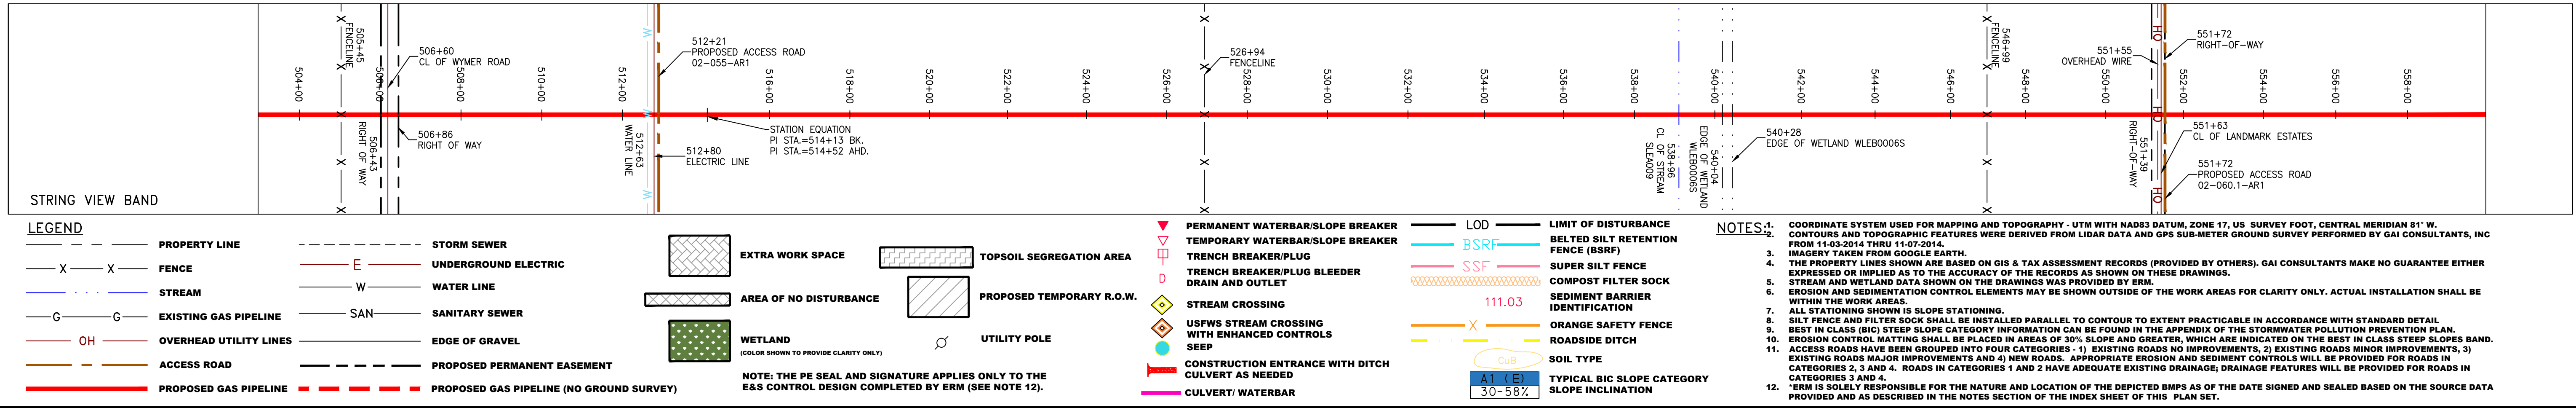 505+45
FENCELINE
506+60
CL OF WYMER ROAD
512+21
PROPOSED ACCESS ROAD
02-055-AR1
526+94
FENCELINE
546+99
FENCELINE
551+55
OVERHEAD WIRE
551+72
RIGHT-OF-WAY
504+00
506+00
508+00
510+00
512+00
516+00
518+00
520+00
522+00
524+00
526+00
528+00
530+00
532+00
534+00
536+00
538+00
540+00
542+00
544+00
546+00
548+00
550+00
552+00
554+00
556+00
558+00
506+43
RIGHT OF WAY
506+86
RIGHT OF WAY
512+63
WATER LINE
512+80
ELECTRIC LINE
STATION EQUATION
PI STA.=514+13 BK.
PI STA.=514+52 AHD.
538+96
CL OF STREAM
SLEA009
540+04
EDGE OF WETLAND
WLEB0006S
540+28
EDGE OF WETLAND WLEB0006S
551+39
RIGHT-OF-WAY
551+63
CL OF LANDMARK ESTATES
551+72
PROPOSED ACCESS ROAD
02-060.1-AR1
X X X X X
W W W
X X X X X
X X X X X
OH OH OH
STRING VIEW BAND
LEGEND
PROPERTY LINE
X X FENCE
STREAM
G G EXISTING GAS PIPELINE
OH OVERHEAD UTILITY LINES
ACCESS ROAD
PROPOSED GAS PIPELINE
STORM SEWER
E UNDERGROUND ELECTRIC
W WATER LINE
SAN SANITARY SEWER
EDGE OF GRAVEL
PROPOSED PERMANENT EASEMENT
PROPOSED GAS PIPELINE (NO GROUND SURVEY)
EXTRA WORK SPACE
AREA OF NO DISTURBANCE
WETLAND
(COLOR SHOWN TO PROVIDE CLARITY ONLY)
TOPSOIL SEGREGATION AREA
PROPOSED TEMPORARY R.O.W.
UTILITY POLE
NOTE: THE PE SEAL AND SIGNATURE APPLIES ONLY TO THE
E&S CONTROL DESIGN COMPLETED BY ERM (SEE NOTE 12).
PERMANENT WATERBAR/SLOPE BREAKER
TEMPORARY WATERBAR/SLOPE BREAKER
TRENCH BREAKER/PLUG
D TRENCH BREAKER/PLUG BLEEDER
DRAIN AND OUTLET
STREAM CROSSING
USFWS STREAM CROSSING
WITH ENHANCED CONTROLS
SEEP
CONSTRUCTION ENTRANCE WITH DITCH
CULVERT AS NEEDED
CULVERT/ WATERBAR
LOD LIMIT OF DISTURBANCE
BSRF BELTED SILT RETENTION
FENCE (BSRF)
SSF SUPER SILT FENCE
COMPOST FILTER SOCK
111.03 SEDIMENT BARRIER
IDENTIFICATION
X ORANGE SAFETY FENCE
ROADSIDE DITCH
CuB SOIL TYPE
A1 (E) TYPICAL BIC SLOPE CATEGORY
30-58% SLOPE INCLINATION
NOTES:
1. COORDINATE SYSTEM USED FOR MAPPING AND TOPOGRAPHY - UTM WITH NAD83 DATUM, ZONE 17, US SURVEY FOOT, CENTRAL MERIDIAN 81° W.
2. CONTOURS AND TOPOGRAPHIC FEATURES WERE DERIVED FROM LIDAR DATA AND GPS SUB-METER GROUND SURVEY PERFORMED BY GAI CONSULTANTS, INC
FROM 11-03-2014 THRU 11-07-2014.
3. IMAGERY TAKEN FROM GOOGLE EARTH.
4. THE PROPERTY LINES SHOWN ARE BASED ON GIS & TAX ASSESSMENT RECORDS (PROVIDED BY OTHERS). GAI CONSULTANTS MAKE NO GUARANTEE EITHER
EXPRESSED OR IMPLIED AS TO THE ACCURACY OF THE RECORDS AS SHOWN ON THESE DRAWINGS.
5. STREAM AND WETLAND DATA SHOWN ON THE DRAWINGS WAS PROVIDED BY ERM.
6. EROSION AND SEDIMENTATION CONTROL ELEMENTS MAY BE SHOWN OUTSIDE OF THE WORK AREAS FOR CLARITY ONLY. ACTUAL INSTALLATION SHALL BE
WITHIN THE WORK AREAS.
7. ALL STATIONING SHOWN IS SLOPE STATIONING.
8. SILT FENCE AND FILTER SOCK SHALL BE INSTALLED PARALLEL TO CONTOUR TO EXTENT PRACTICABLE IN ACCORDANCE WITH STANDARD DETAIL
9. BEST IN CLASS (BIC) STEEP SLOPE CATEGORY INFORMATION CAN BE FOUND IN THE APPENDIX OF THE STORMWATER POLLUTION PREVENTION PLAN.
10. EROSION CONTROL MATTING SHALL BE PLACED IN AREAS OF 30% SLOPE AND GREATER, WHICH ARE INDICATED ON THE BEST IN CLASS STEEP SLOPES BAND.
11. ACCESS ROADS HAVE BEEN GROUPED INTO FOUR CATEGORIES - 1) EXISTING ROADS NO IMPROVEMENTS, 2) EXISTING ROADS MINOR IMPROVEMENTS, 3)
EXISTING ROADS MAJOR IMPROVEMENTS AND 4) NEW ROADS. APPROPRIATE EROSION AND SEDIMENT CONTROLS WILL BE PROVIDED FOR ROADS IN
CATEGORIES 2, 3 AND 4. ROADS IN CATEGORIES 1 AND 2 HAVE ADEQUATE EXISTING DRAINAGE; DRAINAGE FEATURES WILL BE PROVIDED FOR ROADS IN
CATEGORIES 3 AND 4.
12. *ERM IS SOLELY RESPONSIBLE FOR THE NATURE AND LOCATION OF THE DEPICTED BMPS AS OF THE DATE SIGNED AND SEALED BASED ON THE SOURCE DATA
PROVIDED AND AS DESCRIBED IN THE NOTES SECTION OF THE INDEX SHEET OF THIS PLAN SET.